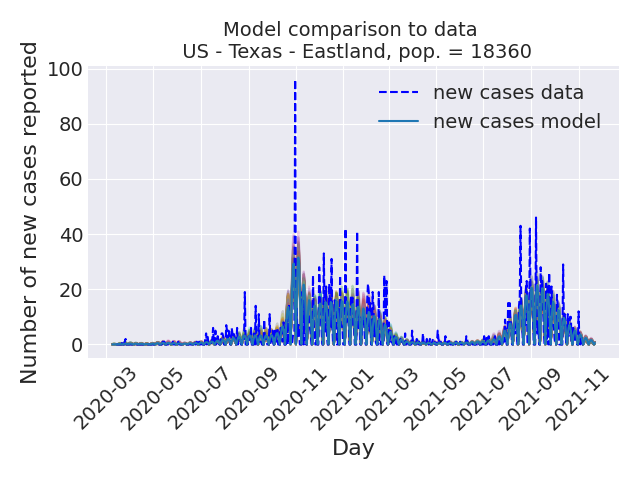 Model comparison to data
US - Texas - Eastland, pop. = 18360
Number of new cases reported
100
80
60
40
20
0
new cases data
new cases model
2020-03
2020-05
2020-07
2020-09
2020-11
2021-01
2021-03
2021-05
2021-07
2021-09
2021-11
Day